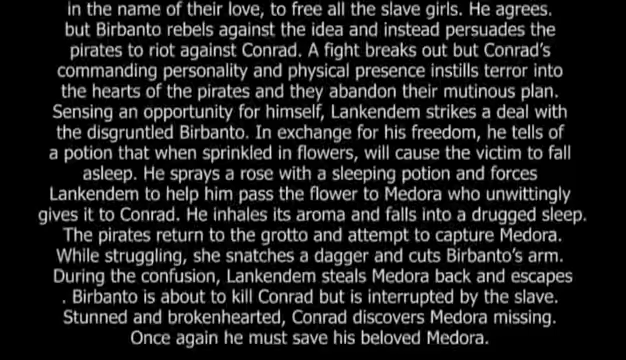 in the name of their love, to free all the slave girls. He agrees.
but Birbanto rebels against the idea and instead persuades the
pirates to riot against Conrad. A fight breaks out but Conrad's
commanding personality and physical presence instills terror into
the hearts of the pirates and they abandon their mutinous plan.
Sensing an opportunity for himself, Lankendem strikes a deal with
the disgruntled Birbanto. In exchange for his freedom, he tells of
a potion that when sprinkled in flowers, will cause the victim to fall
asleep. He sprays a rose with a sleeping potion and forces
Lankendem to help him pass the flower to Medora who unwittingly
gives it to Conrad. He inhales its aroma and falls into a drugged sleep.
The pirates return to the grotto and attempt to capture Medora.
While struggling, she snatches a dagger and cuts Birbanto's arm.
During the confusion, Lankendem steals Medora back and escapes
. Birbanto is about to kill Conrad but is interrupted by the slave.
Stunned and brokenhearted, Conrad discovers Medora missing.
Once again he must save his beloved Medora.